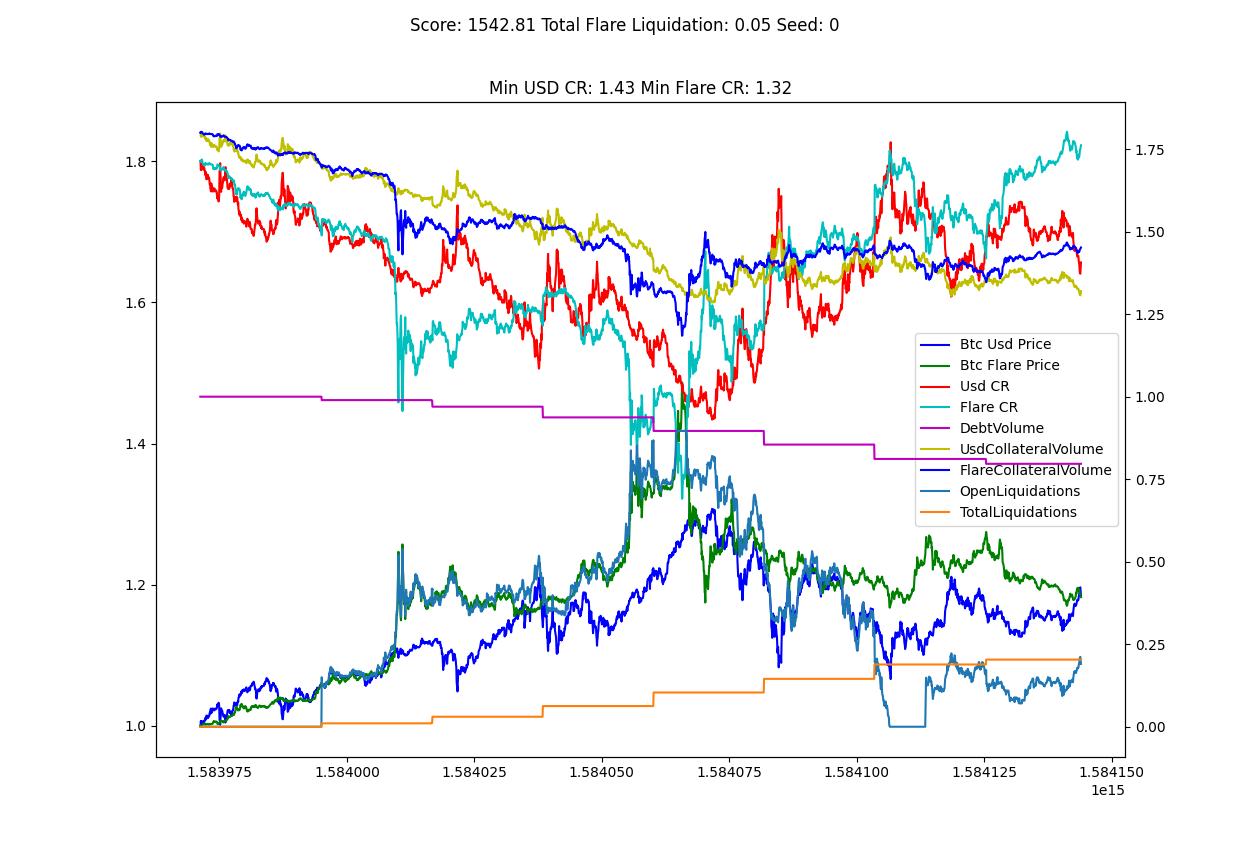 Score: 1542.81 Total Flare Liquidation: 0.05 Seed: 0
Min USD CR: 1.43 Min Flare CR: 1.32
1.8
1.6
1.5
1.4
1.2
1.1
1.0
1.75
1.50
1.25
1.00
0.75
0.50
0.25
0.00
Btc Usd Price
Btc Flare Price
Usd CR
Flare CR
DebtVolume
UsdCollateralVolume
FlareCollateralVolume
OpenLiquidations
TotalLiquidations
1.583975 1.584000 1.584025 1.584050 1.584075 1.584100 1.584125 1.584150
1e15